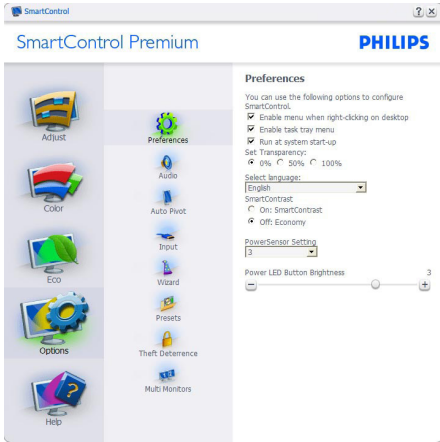 SmartControl
SmartControl Premium
PHILIPS
Adjust
Color
Eco
Options
Help
Preferences
Audio
Auto Pivot
Input
Wizard
Presets
Theft Deterrence
Multi Monitors
Preferences
You can use the following options to configure
SmartControl.
Enable menu when right-clicking on desktop
Enable task tray menu
Run at system start-up
Set Transparency:
0% 50% 100%
Select language:
English
SmartContrast
On: SmartContrast
Off: Economy
PowerSensor Setting
3
Power LED Button Brightness 3